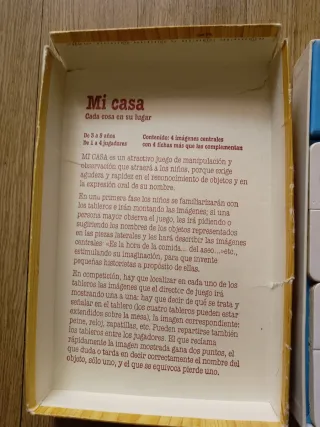 Mi casa
Cada cosa en su lugar
De 3 a 8 años
De 1 a 4 jugadores
Contenido: 4 imágenes centrales
con 4 fichas más que las complementan
MI CASA es un atractivo juego de manipulación y
observación que atraerá a los niños, porque exige
agudeza y rapidez en el reconocimiento de objetos y en
la expresión oral de su nombre.
En una primera fase los niños se familiarizarán con
los tableros e irán montando las imágenes; si una
persona mayor observa el juego, les irá pidiendo o
sugiriendo los nombres de los objetos representados
en las piezas laterales y les hará describir las imágenes
centrales: «Es la hora de la comida... del aseo...»etc.,
estimulando su imaginación, para que invente
pequeñas historietas a propósito de ellas.
En competición, hay que localizar en cada uno de los
tableros las imágenes que el director de juego irá
mostrando una a una: hay que decir de qué se trata y
señalar en el tablero (los cuatro tableros pueden estar
extendidos sobre la mesa), la imagen correspondiente:
peine, reloj, zapatillas, etc. Pueden repartirse también
los tableros entre los jugadores. El que reclama
rápidamente la imagen mostrada gana dos puntos, el
que duda o tarda en decir correctamente el nombre del
objeto, sólo uno, y el que se equivoca pierde uno,